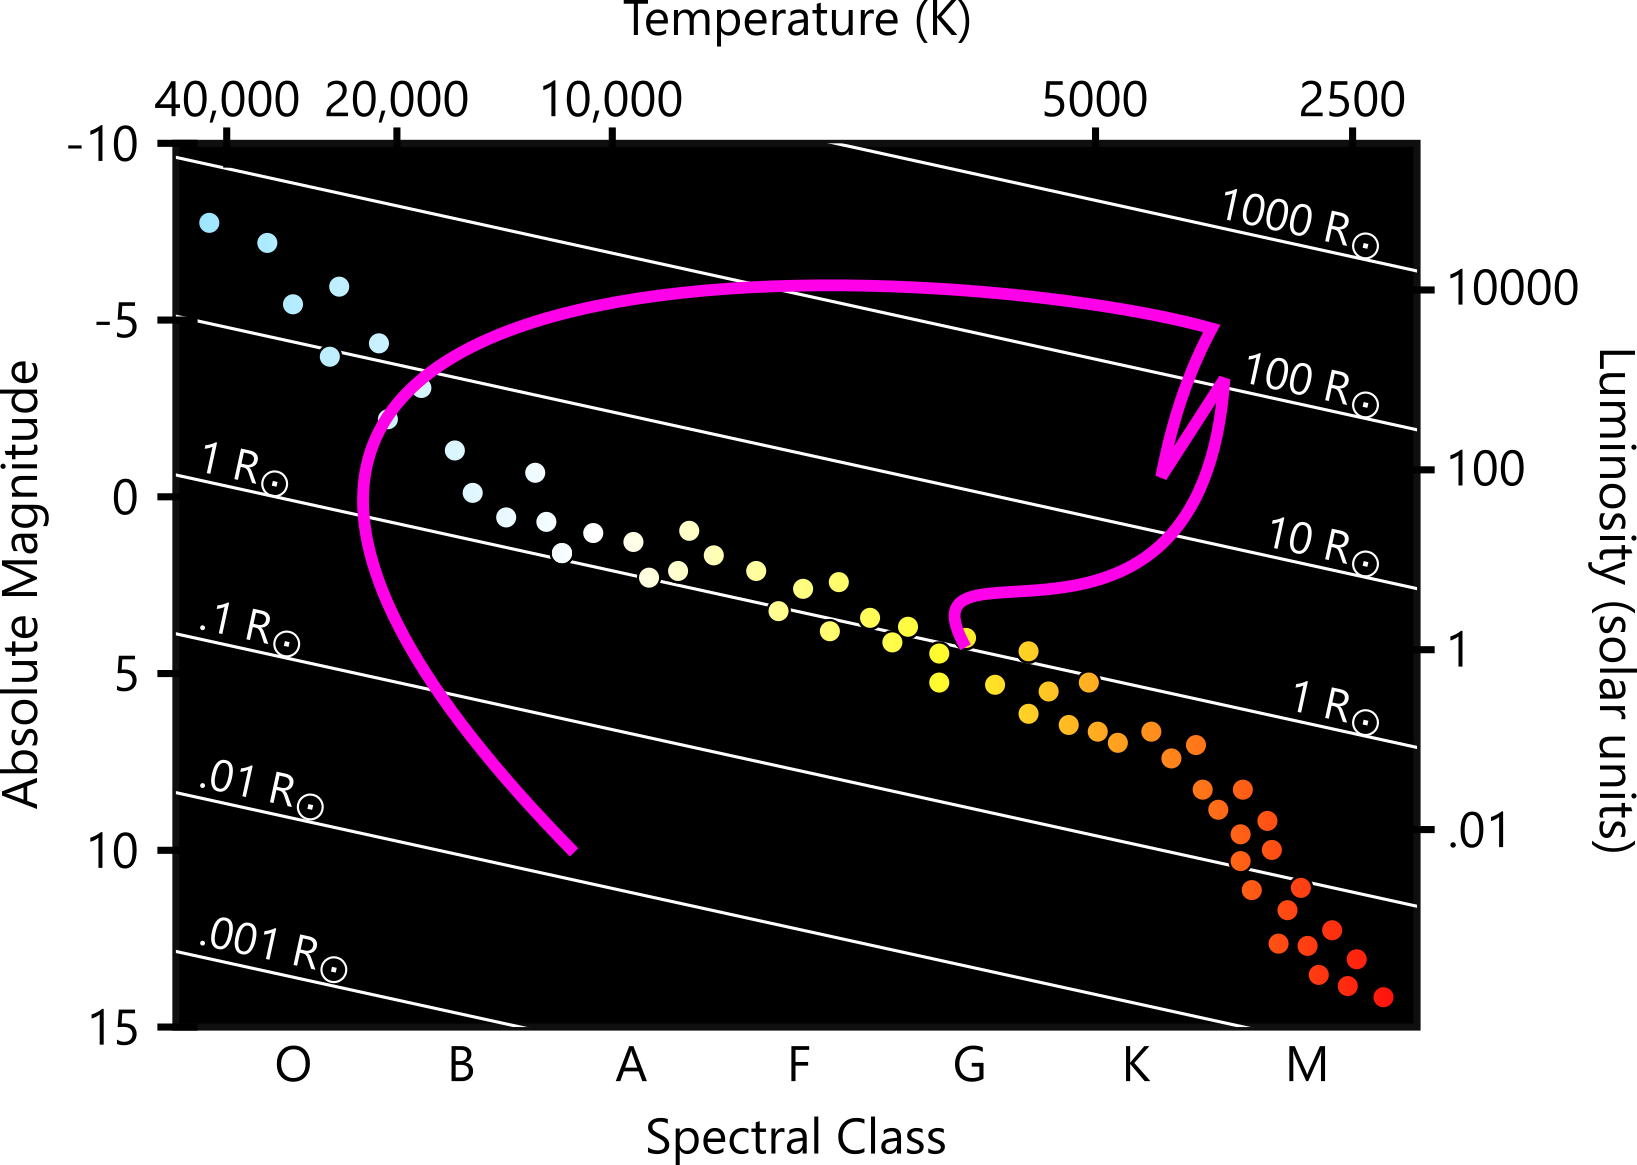 Temperature (K)
40,000 20,000 10,000 5000 2500
-10
-5
0
5
10
15
Absolute Magnitude
1000 R☉
100 R☉
10 R☉
1 R☉
1 R☉
.1 R☉
.01 R☉
.001 R☉
10000
100
1
.01
Luminosity (solar units)
O B A F G K M
Spectral Class